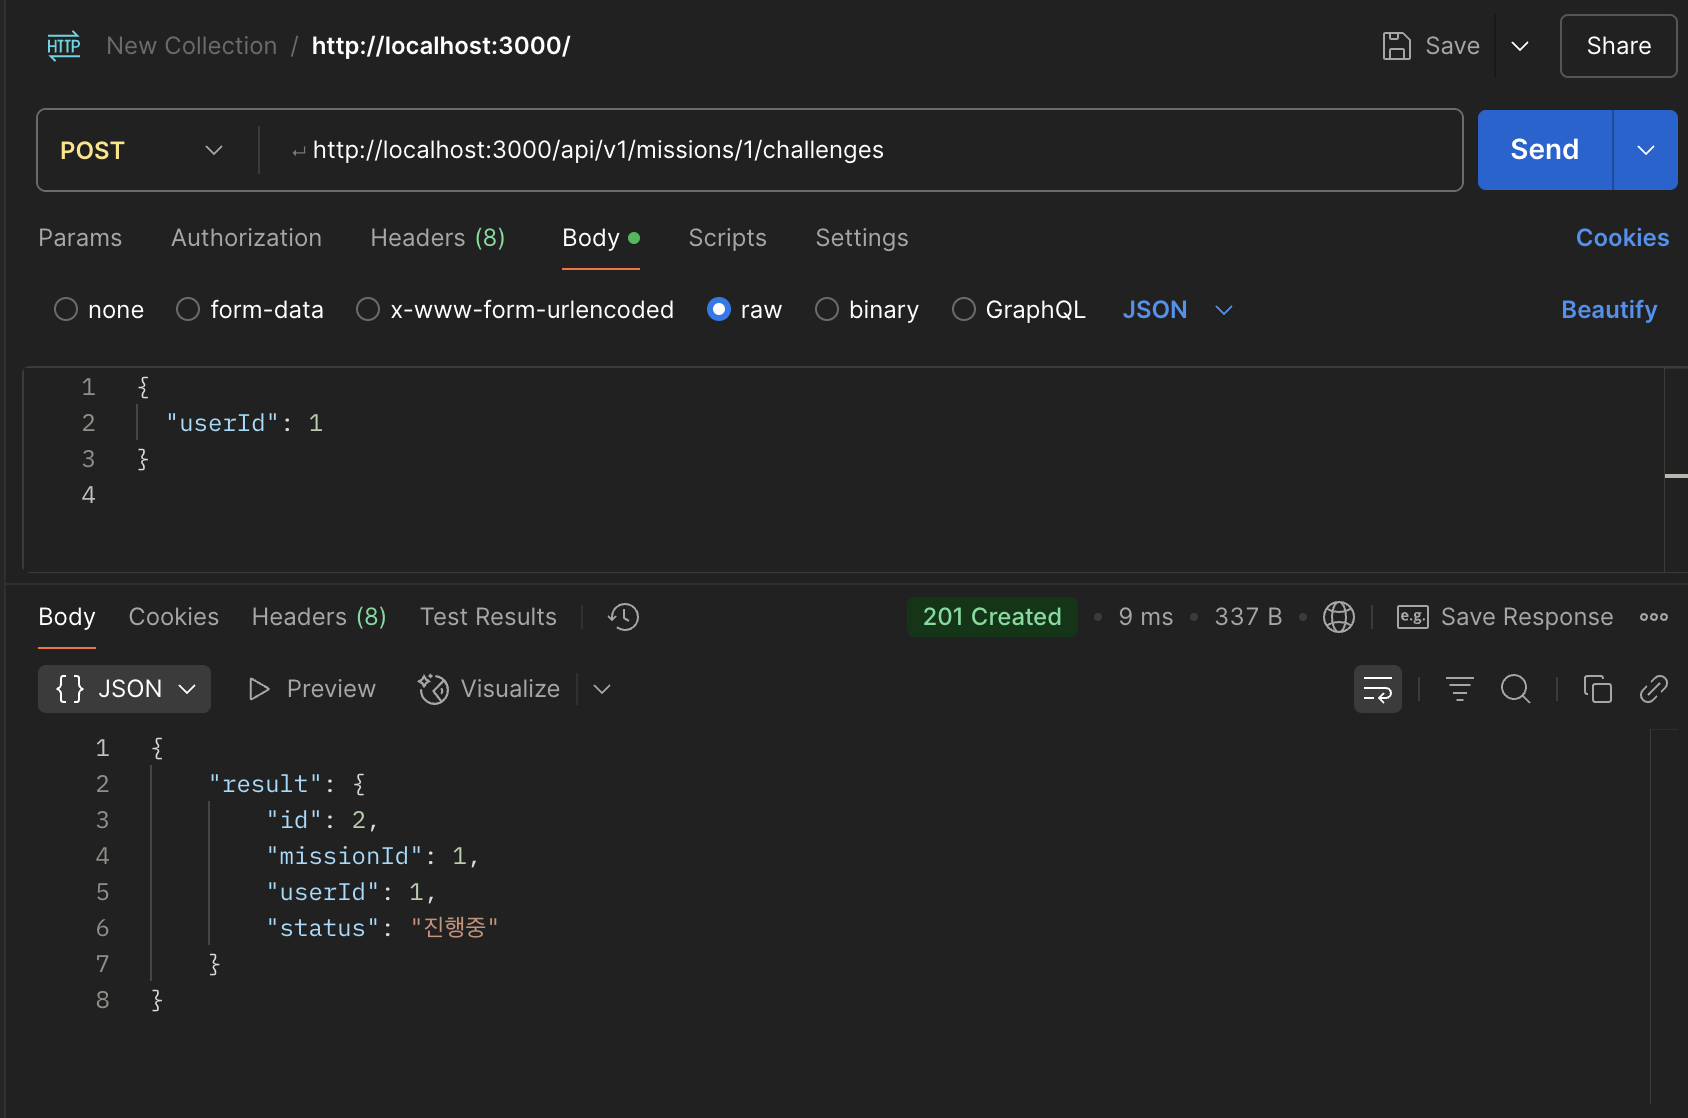 HTTP New Collection / http://localhost:3000/ Save Share
POST ↵ http://localhost:3000/api/v1/missions/1/challenges Send
Params Authorization Headers (8) Body Scripts Settings Cookies
none form-data x-www-form-urlencoded raw binary GraphQL JSON Beautify
1 {
2 "userId": 1
3 }
4
Body Cookies Headers (8) Test Results 201 Created • 9 ms • 337 B • e.g. Save Response
{} JSON Preview Visualize
1 {
2 "result": {
3 "id": 2,
4 "missionId": 1,
5 "userId": 1,
6 "status": "진행중"
7 }
8 }